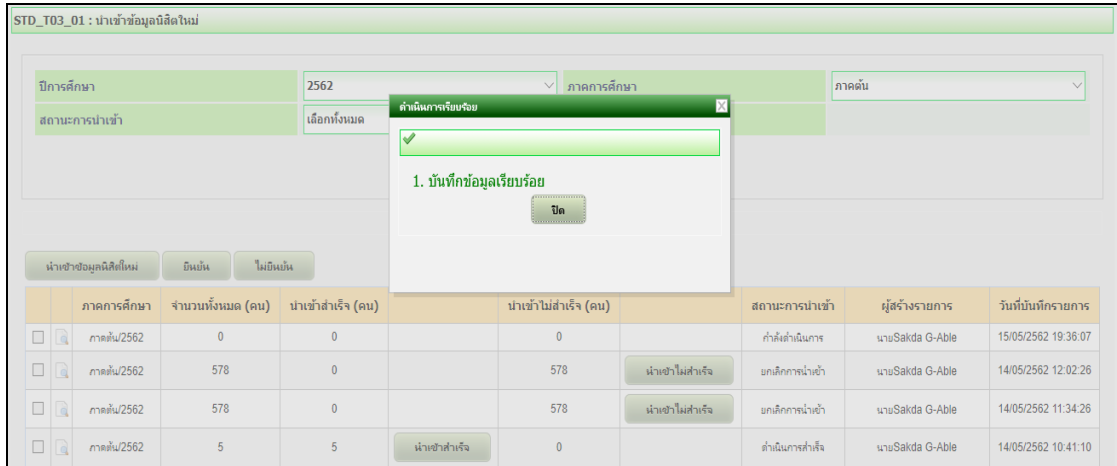 STD_T03_01 : นำเข้าข้อมูลนิสิตใหม่
ปีการศึกษา 2562 ภาคการศึกษา ภาคต้น
สถานะการนำเข้า เลือกทั้งหมด
ดำเนินการเรียบร้อย
1. บันทึกข้อมูลเรียบร้อย
ปิด
นำเข้าข้อมูลนิสิตใหม่ ยืนยัน ไม่ยืนยัน
ภาคการศึกษา จำนวนทั้งหมด (คน) นำเข้าสำเร็จ (คน) นำเข้าไม่สำเร็จ (คน) สถานะการนำเข้า ผู้สร้างรายการ วันที่บันทึกรายการ
ภาคต้น/2562 0 0 0 กำลังดำเนินการ นายSakda G-Able 15/05/2562 19:36:07
ภาคต้น/2562 578 0 578 นำเข้าไม่สำเร็จ ยกเลิกการนำเข้า นายSakda G-Able 14/05/2562 12:02:26
ภาคต้น/2562 578 0 578 นำเข้าไม่สำเร็จ ยกเลิกการนำเข้า นายSakda G-Able 14/05/2562 11:34:26
ภาคต้น/2562 5 5 นำเข้าสำเร็จ 0 ดำเนินการสำเร็จ นายSakda G-Able 14/05/2562 10:41:10